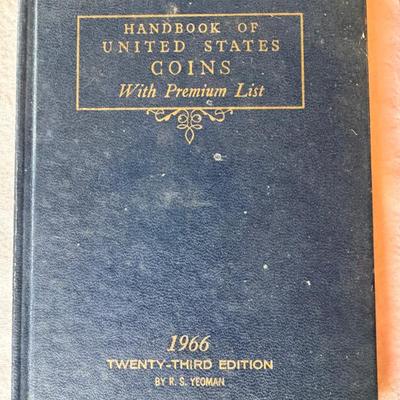 HANDBOOK OF
UNITED STATES
COINS
With Premium List
1966
TWENTY-THIRD EDITION
BY R. S. YEOMAN